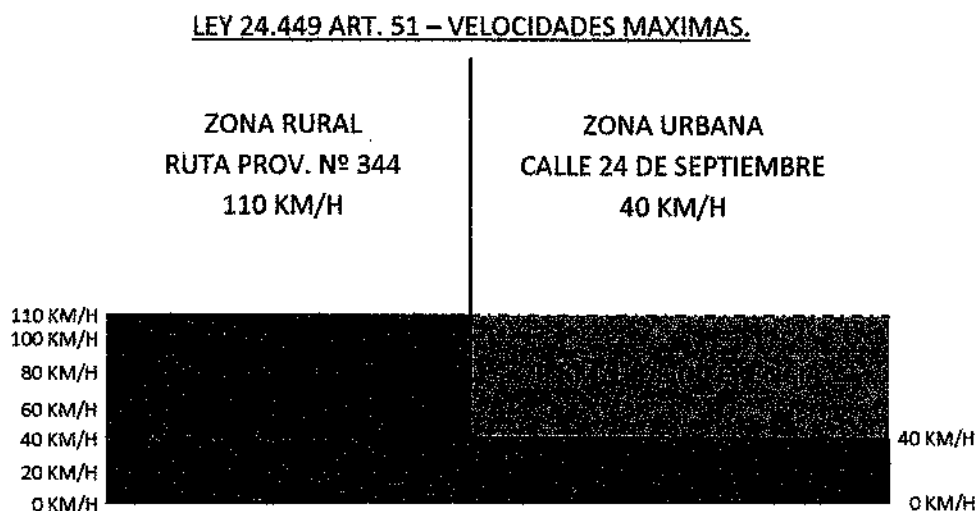 LEY 24.449 ART. 51 – VELOCIDADES MAXIMAS.
ZONA RURAL
RUTA PROV. Nº 344
110 KM/H
ZONA URBANA
CALLE 24 DE SEPTIEMBRE
40 KM/H
110 KM/H
100 KM/H
80 KM/H
60 KM/H
40 KM/H
20 KM/H
0 KM/H
40 KM/H
0 KM/H